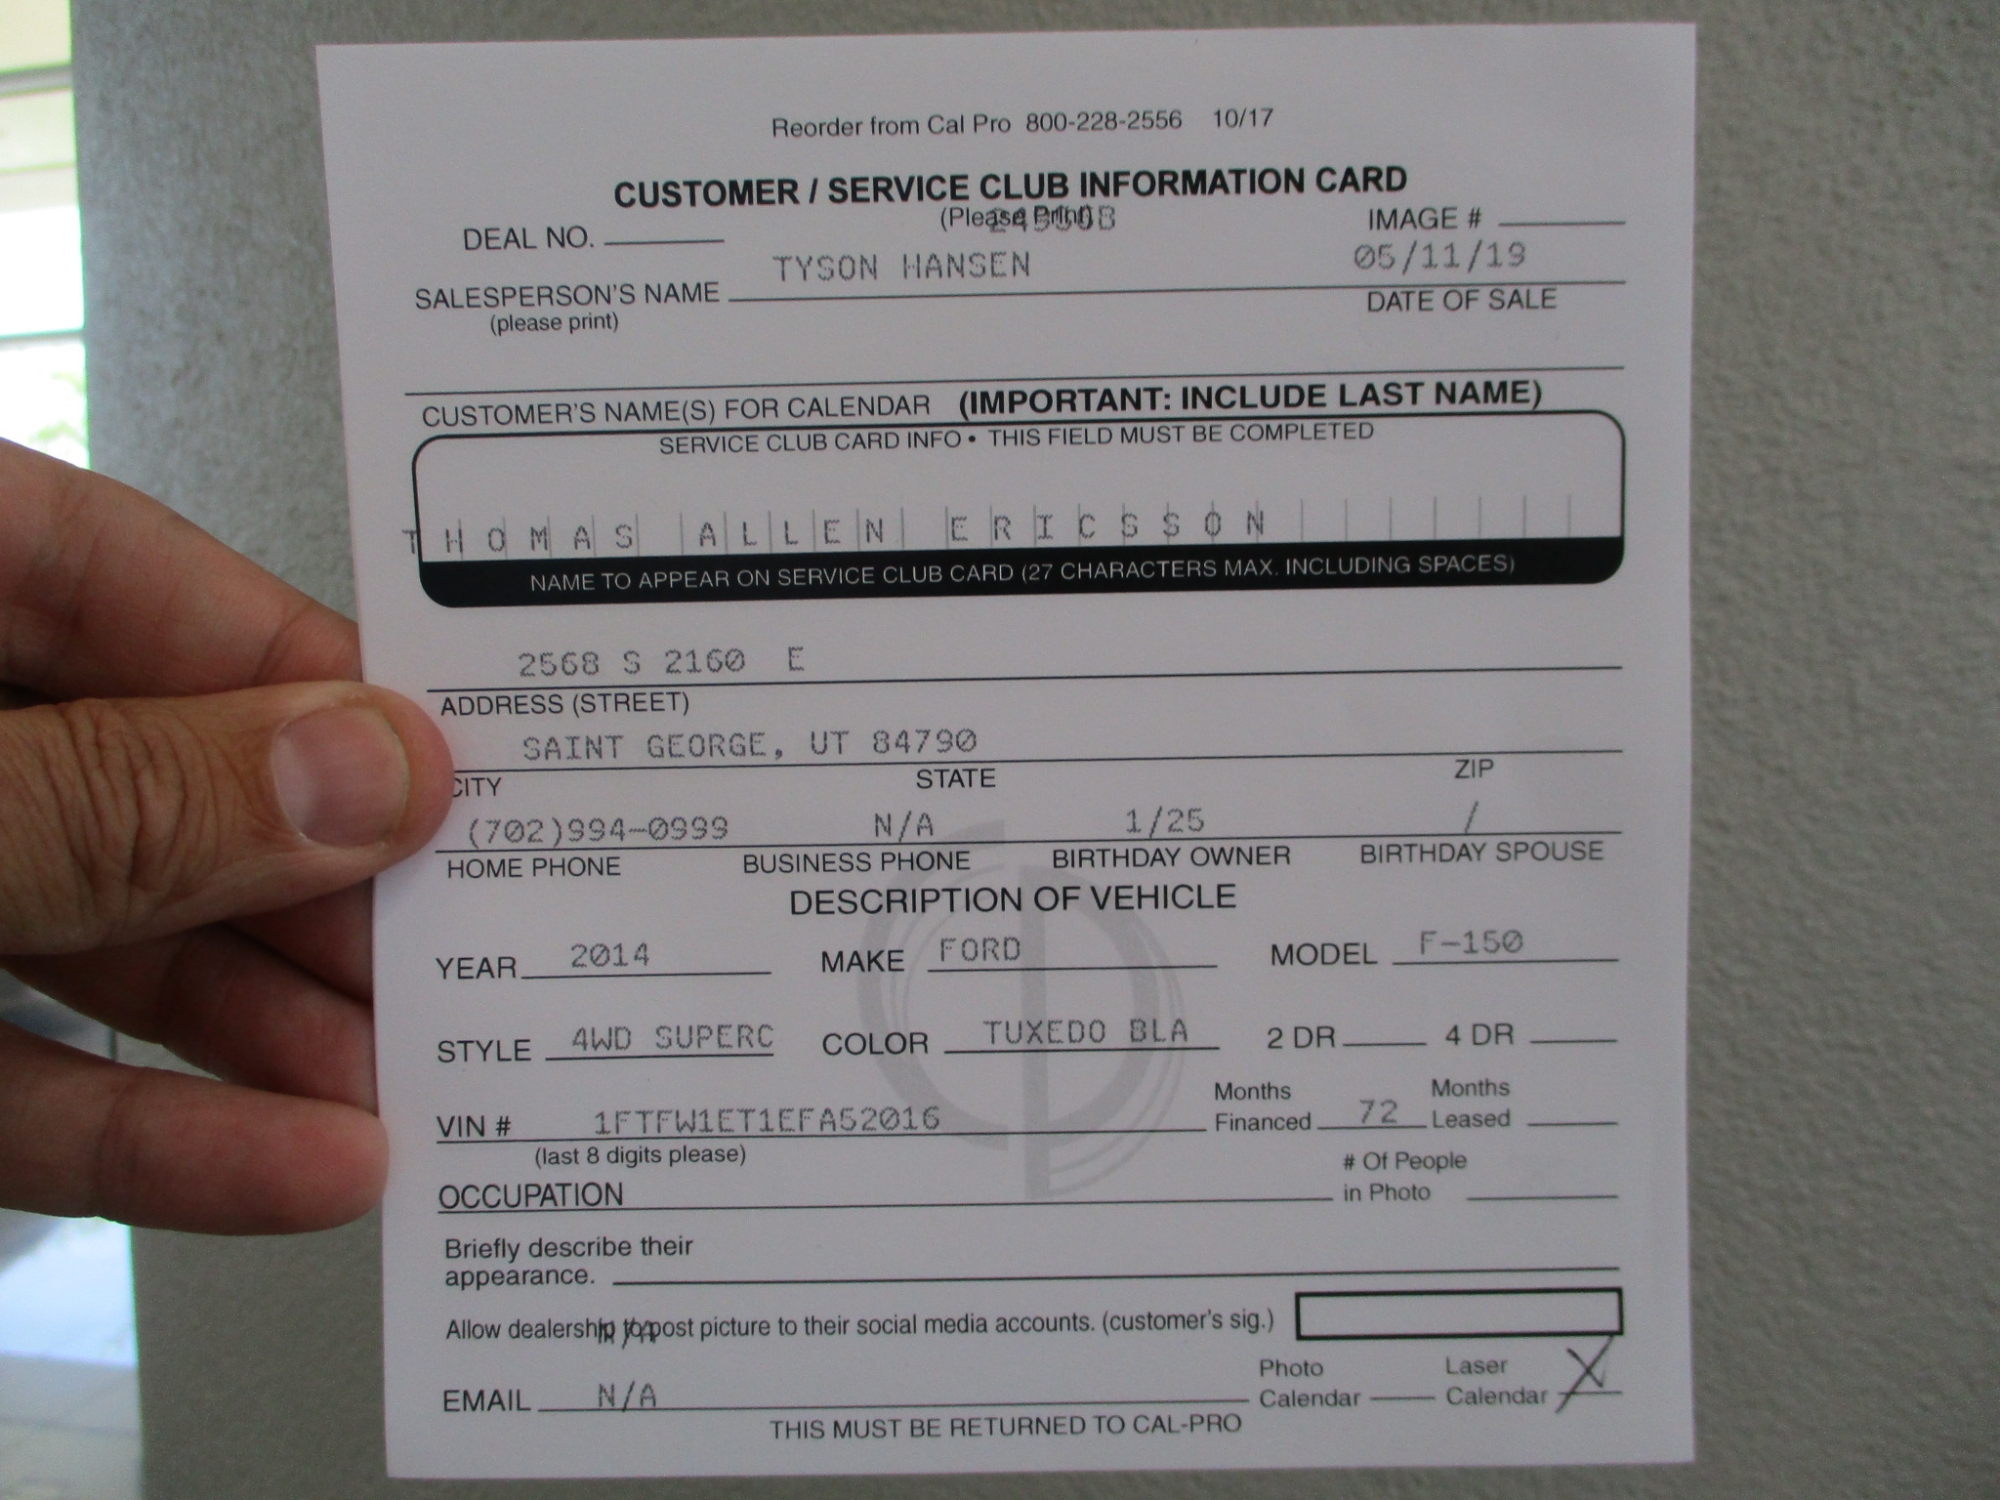 Reorder from Cal Pro 800-228-2556 10/17
CUSTOMER / SERVICE CLUB INFORMATION CARD
(Please Print)
DEAL NO. IMAGE #
TYSON HANSEN 05/11/19
SALESPERSON'S NAME DATE OF SALE
(please print)
CUSTOMER'S NAME(S) FOR CALENDAR (IMPORTANT: INCLUDE LAST NAME)
SERVICE CLUB CARD INFO • THIS FIELD MUST BE COMPLETED
THOMAS ALLEN ERICSSON
NAME TO APPEAR ON SERVICE CLUB CARD (27 CHARACTERS MAX. INCLUDING SPACES)
2568 S 2160 E
ADDRESS (STREET)
SAINT GEORGE, UT 84790
CITY STATE ZIP
(702)994-0999 N/A 1/25 /
HOME PHONE BUSINESS PHONE BIRTHDAY OWNER BIRTHDAY SPOUSE
DESCRIPTION OF VEHICLE
YEAR 2014 MAKE FORD MODEL F-150
STYLE 4WD SUPERC COLOR TUXEDO BLA 2 DR 4 DR
Months Months
VIN # 1FTFW1ET1EFA52016 Financed 72 Leased
(last 8 digits please)
# Of People
OCCUPATION in Photo
Briefly describe their
appearance.
Allow dealership to post picture to their social media accounts. (customer's sig.)
N/A
Photo Laser
EMAIL N/A Calendar Calendar X
THIS MUST BE RETURNED TO CAL-PRO